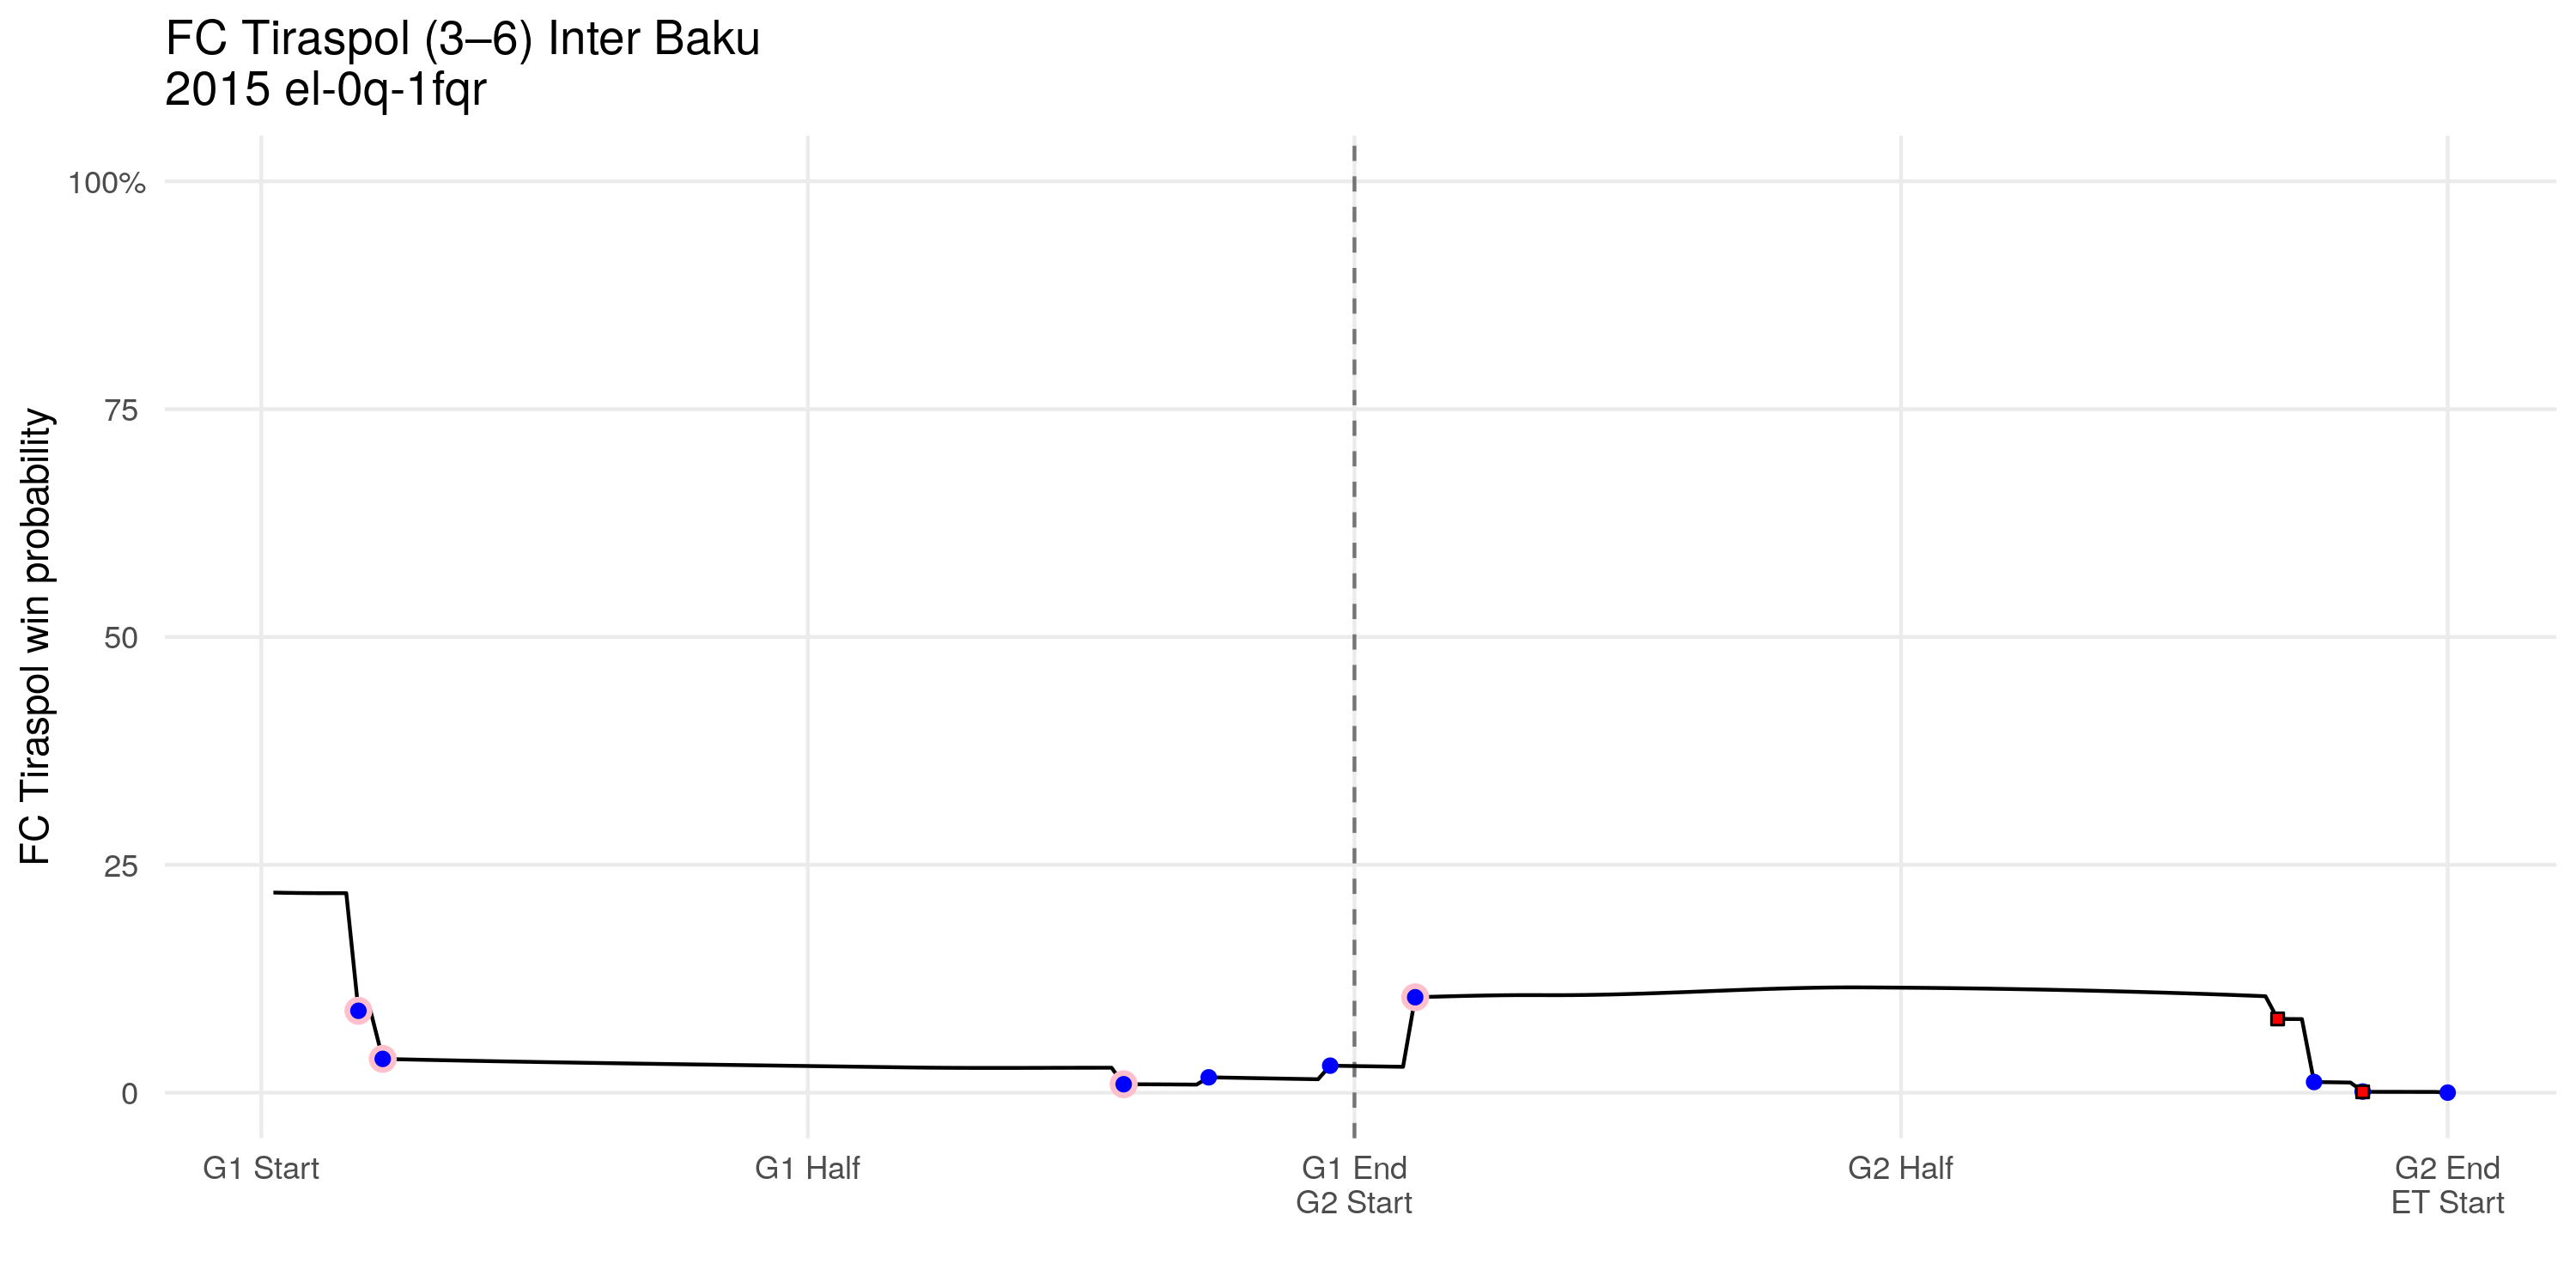 FC Tiraspol (3–6) Inter Baku
2015 el-0q-1fqr
FC Tiraspol win probability
100%
75
50
25
0
G1 Start
G1 Half
G1 End
G2 Start
G2 Half
G2 End
ET Start